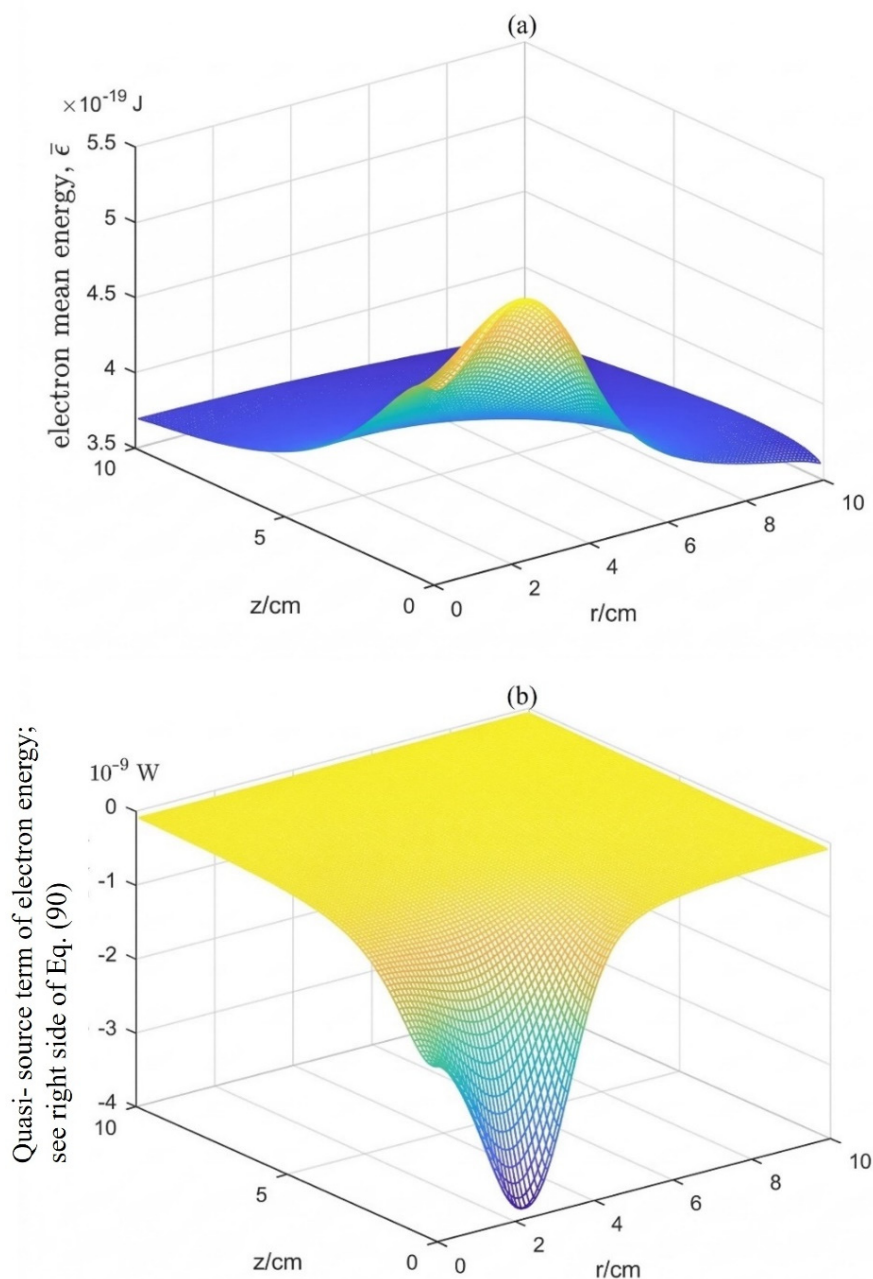 (a)
×10⁻¹⁹ J
electron mean energy, ϵ̄
5.5
5
4.5
4
3.5
10
5
0
z/cm
0
2
4
6
8
10
r/cm
(b)
10⁻⁹ W
Quasi- source term of electron energy;
see right side of Eq. (90)
0
-1
-2
-3
-4
10
5
0
z/cm
0
2
4
6
8
10
r/cm